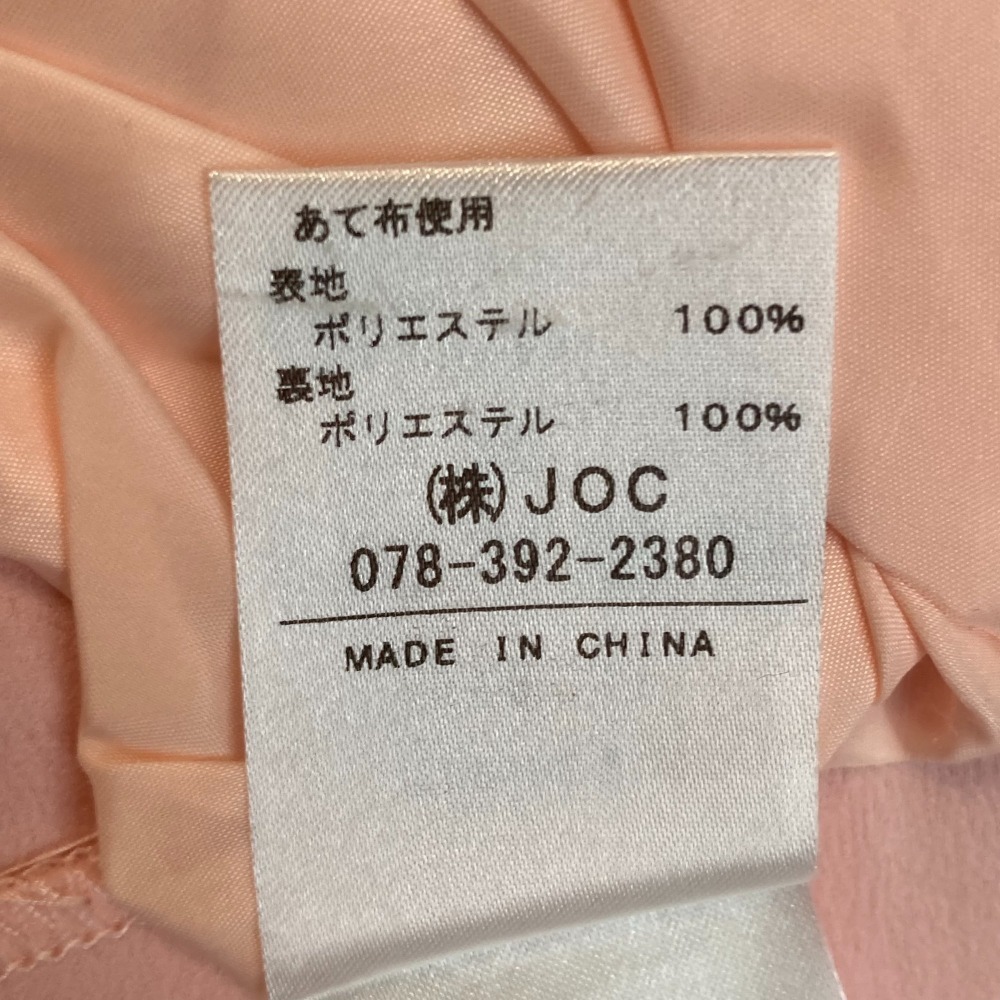 あて布使用
表地
ポリエステル 100%
裏地
ポリエステル 100%
(株)JOC
078-392-2380
MADE IN CHINA